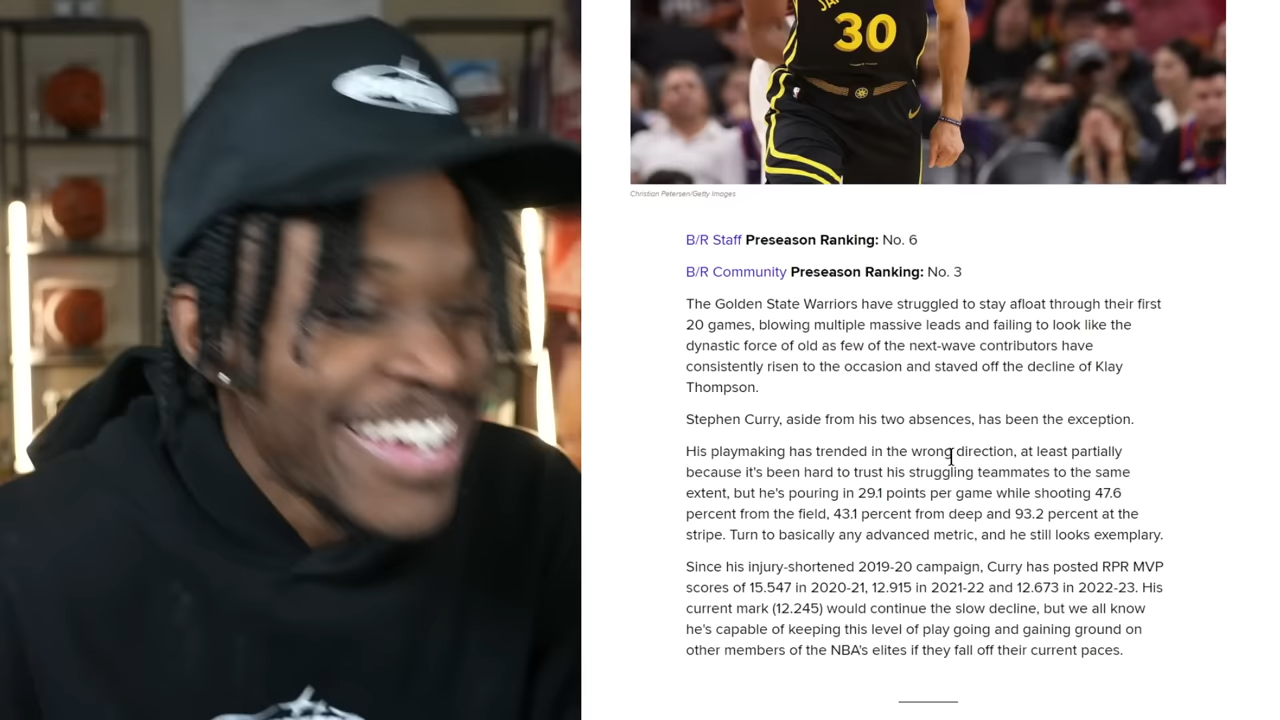 30
Christian Petersen/Getty Images
B/R Staff Preseason Ranking: No. 6
B/R Community Preseason Ranking: No. 3
The Golden State Warriors have struggled to stay afloat through their first
20 games, blowing multiple massive leads and failing to look like the
dynastic force of old as few of the next-wave contributors have
consistently risen to the occasion and staved off the decline of Klay
Thompson.
Stephen Curry, aside from his two absences, has been the exception.
His playmaking has trended in the wrong direction, at least partially
because it's been hard to trust his struggling teammates to the same
extent, but he's pouring in 29.1 points per game while shooting 47.6
percent from the field, 43.1 percent from deep and 93.2 percent at the
stripe. Turn to basically any advanced metric, and he still looks exemplary.
Since his injury-shortened 2019-20 campaign, Curry has posted RPR MVP
scores of 15.547 in 2020-21, 12.915 in 2021-22 and 12.673 in 2022-23. His
current mark (12.245) would continue the slow decline, but we all know
he's capable of keeping this level of play going and gaining ground on
other members of the NBA's elites if they fall off their current paces.